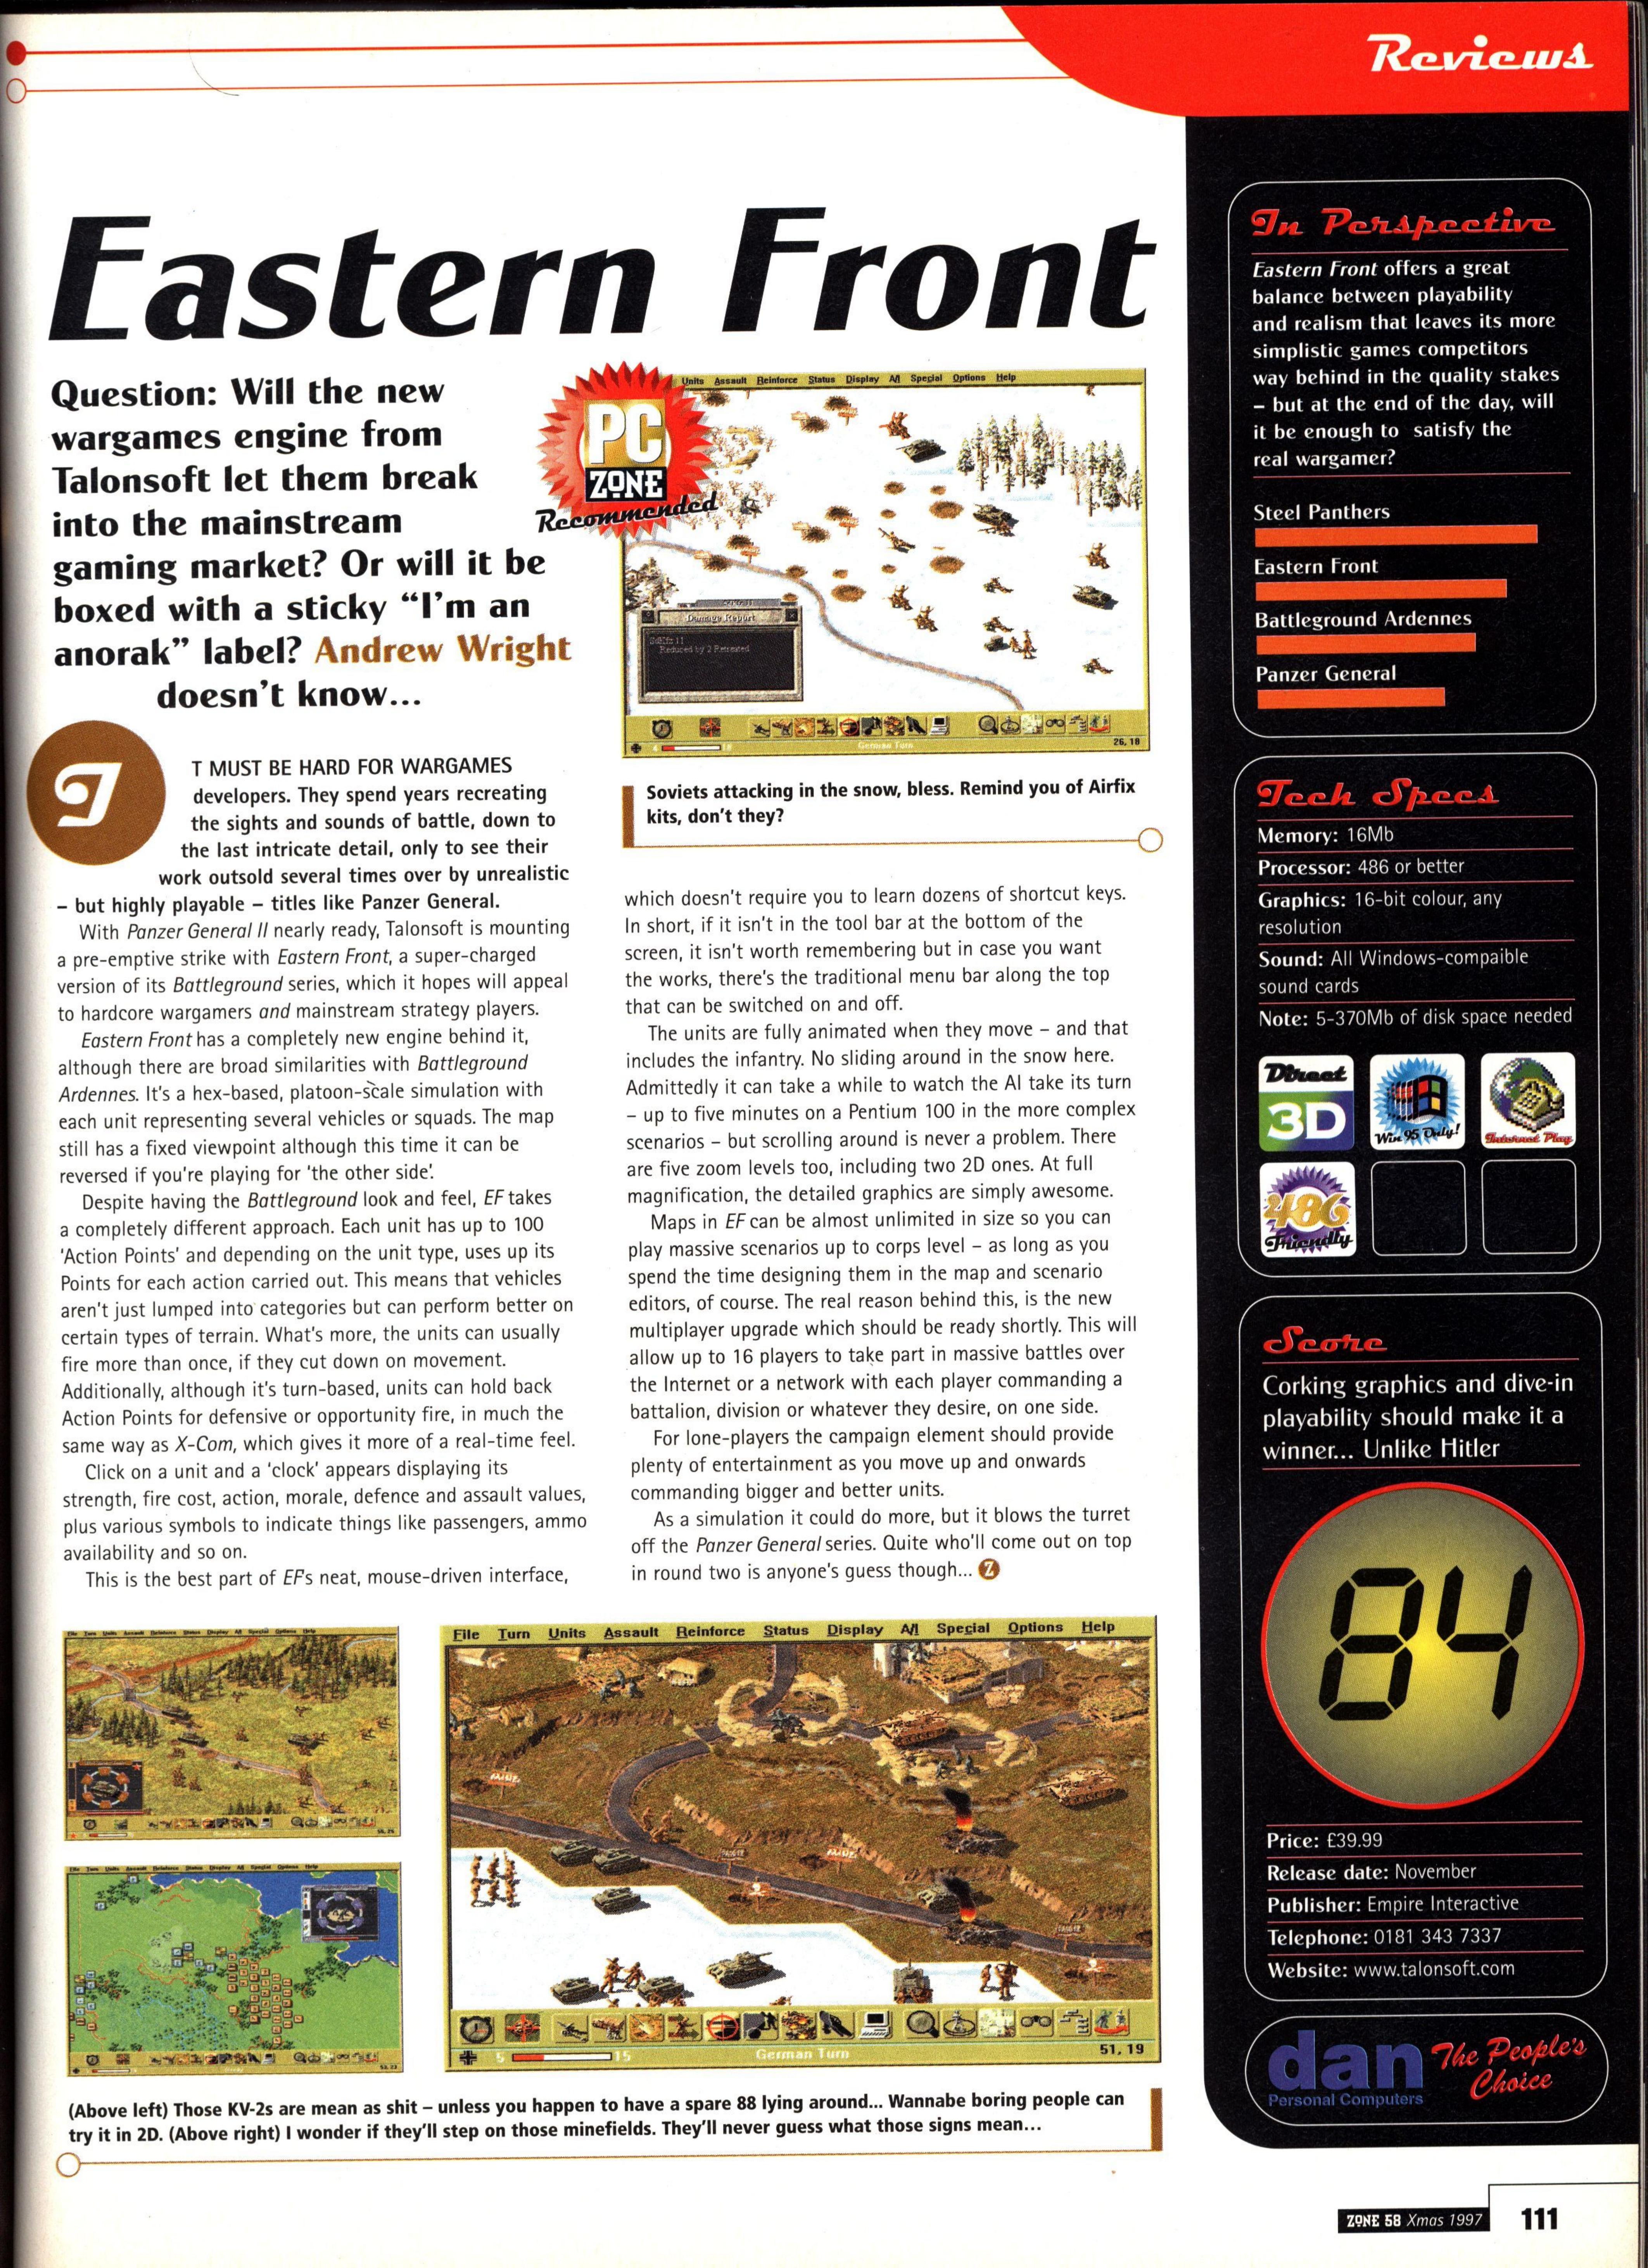 Reviews
Eastern Front
Question: Will the new
wargames engine from
Talonsoft let them break
into the mainstream
gaming market? Or will it be
boxed with a sticky “I’m an
anorak” label? Andrew Wright
doesn’t know...
PC
ZONE
Recommended
Units Assault Reinforce Status Display A/I Special Options Help
Damage Report
Reduced by 2 Retreated
German Turn
26, 18
Soviets attacking in the snow, bless. Remind you of Airfix
kits, don’t they?
I
T MUST BE HARD FOR WARGAMES
developers. They spend years recreating
the sights and sounds of battle, down to
the last intricate detail, only to see their
work outsold several times over by unrealistic
– but highly playable – titles like Panzer General.
With Panzer General II nearly ready, Talonsoft is mounting
a pre-emptive strike with Eastern Front, a super-charged
version of its Battleground series, which it hopes will appeal
to hardcore wargamers and mainstream strategy players.
Eastern Front has a completely new engine behind it,
although there are broad similarities with Battleground
Ardennes. It’s a hex-based, platoon-scale simulation with
each unit representing several vehicles or squads. The map
still has a fixed viewpoint although this time it can be
reversed if you’re playing for ‘the other side’.
Despite having the Battleground look and feel, EF takes
a completely different approach. Each unit has up to 100
‘Action Points’ and depending on the unit type, uses up its
Points for each action carried out. This means that vehicles
aren’t just lumped into categories but can perform better on
certain types of terrain. What’s more, the units can usually
fire more than once, if they cut down on movement.
Additionally, although it’s turn-based, units can hold back
Action Points for defensive or opportunity fire, in much the
same way as X-Com, which gives it more of a real-time feel.
Click on a unit and a ‘clock’ appears displaying its
strength, fire cost, action, morale, defence and assault values,
plus various symbols to indicate things like passengers, ammo
availability and so on.
This is the best part of EF’s neat, mouse-driven interface,
which doesn’t require you to learn dozens of shortcut keys.
In short, if it isn’t in the tool bar at the bottom of the
screen, it isn’t worth remembering but in case you want
the works, there’s the traditional menu bar along the top
that can be switched on and off.
The units are fully animated when they move – and that
includes the infantry. No sliding around in the snow here.
Admittedly it can take a while to watch the AI take its turn
– up to five minutes on a Pentium 100 in the more complex
scenarios – but scrolling around is never a problem. There
are five zoom levels too, including two 2D ones. At full
magnification, the detailed graphics are simply awesome.
Maps in EF can be almost unlimited in size so you can
play massive scenarios up to corps level – as long as you
spend the time designing them in the map and scenario
editors, of course. The real reason behind this, is the new
multiplayer upgrade which should be ready shortly. This will
allow up to 16 players to take part in massive battles over
the Internet or a network with each player commanding a
battalion, division or whatever they desire, on one side.
For lone-players the campaign element should provide
plenty of entertainment as you move up and onwards
commanding bigger and better units.
As a simulation it could do more, but it blows the turret
off the Panzer General series. Quite who’ll come out on top
in round two is anyone’s guess though... Z
File Turn Units Assault Reinforce Status Display A/I Special Options Help
MINE
DANGER
MINE
DANGER
5 15 German Turn 51, 19
(Above left) Those KV-2s are mean as shit – unless you happen to have a spare 88 lying around... Wannabe boring people can
try it in 2D. (Above right) I wonder if they’ll step on those minefields. They’ll never guess what those signs mean...
In Perspective
Eastern Front offers a great
balance between playability
and realism that leaves its more
simplistic games competitors
way behind in the quality stakes
– but at the end of the day, will
it be enough to satisfy the
real wargamer?
Steel Panthers
Eastern Front
Battleground Ardennes
Panzer General
Tech Specs
Memory: 16Mb
Processor: 486 or better
Graphics: 16-bit colour, any
resolution
Sound: All Windows-compaible
sound cards
Note: 5-370Mb of disk space needed
Direct
3D
Win 95 Only!
Internet Play
486
Friendly
Score
Corking graphics and dive-in
playability should make it a
winner... Unlike Hitler
84
Price: £39.99
Release date: November
Publisher: Empire Interactive
Telephone: 0181 343 7337
Website: www.talonsoft.com
dan
Personal Computers
The People’s
Choice
ZONE 58 Xmas 1997
111